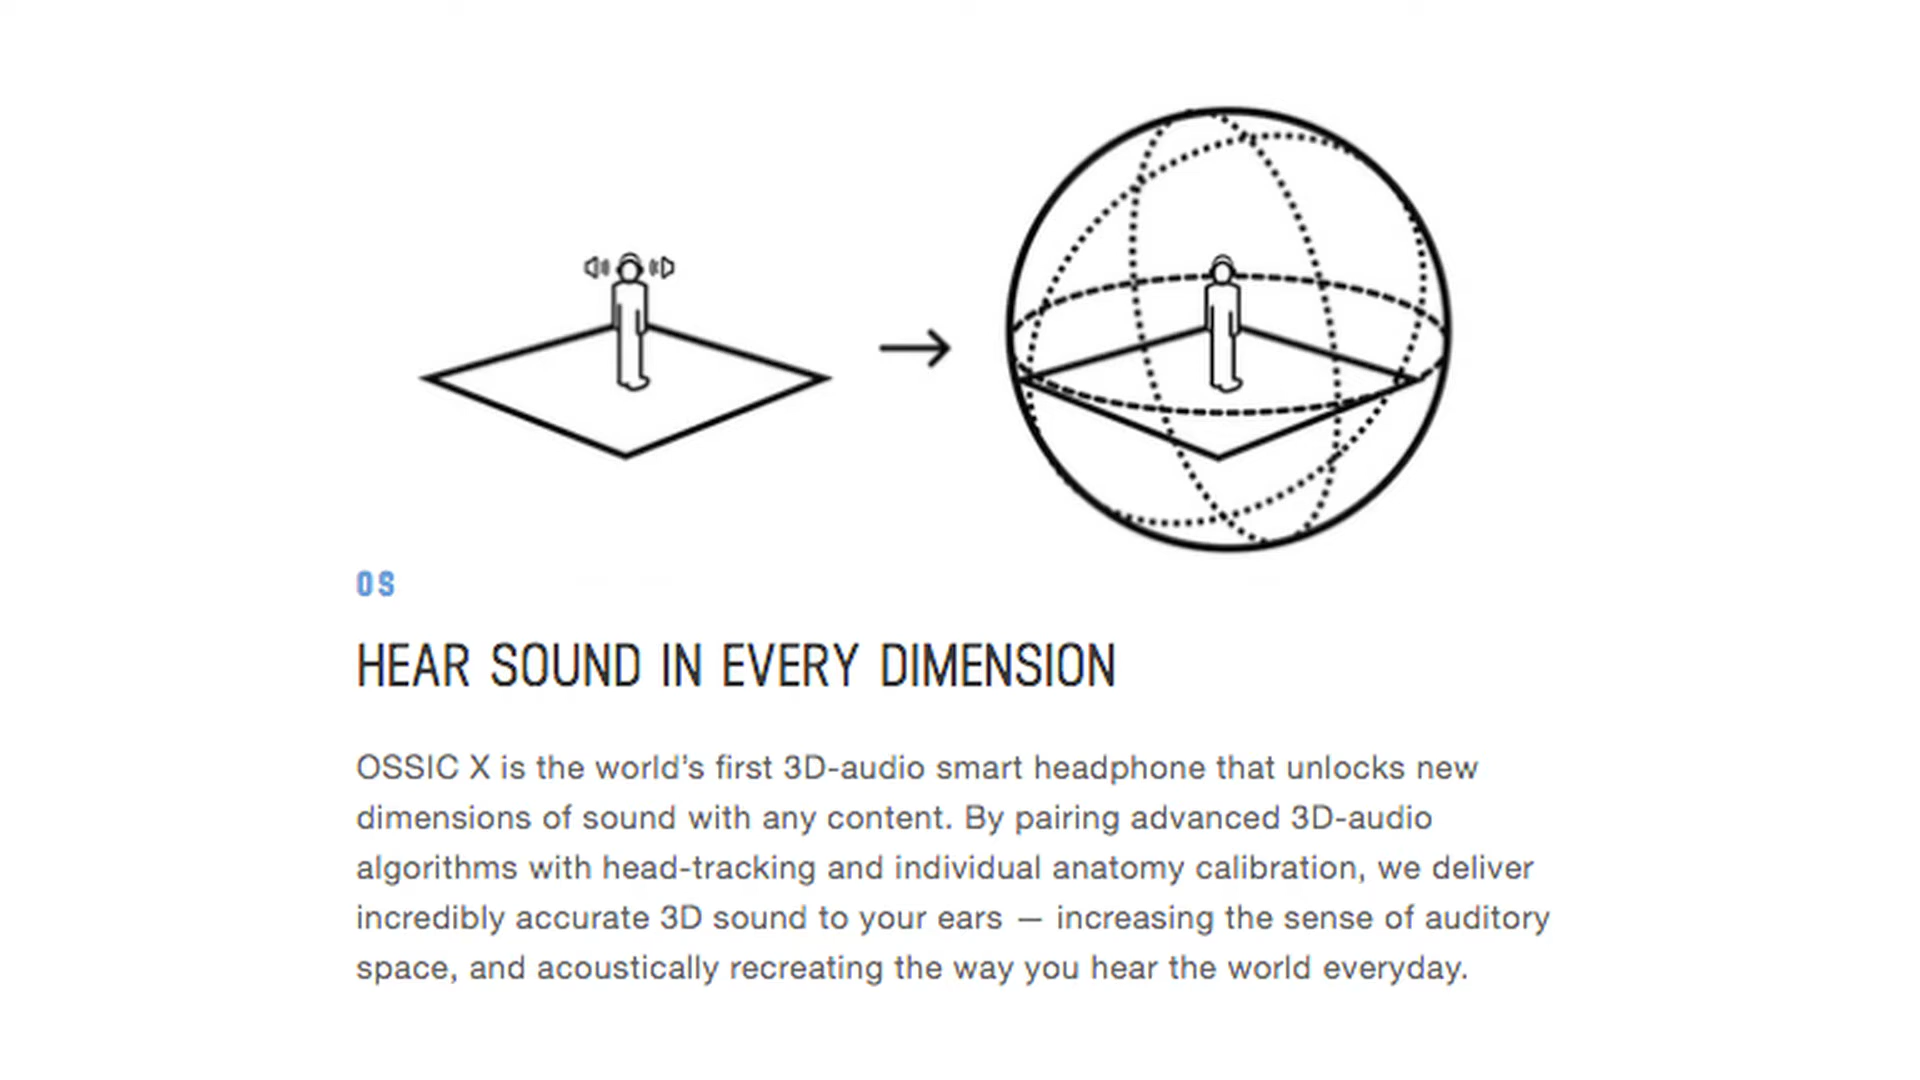 OS
HEAR SOUND IN EVERY DIMENSION
OSSIC X is the world's first 3D-audio smart headphone that unlocks new
dimensions of sound with any content. By pairing advanced 3D-audio
algorithms with head-tracking and individual anatomy calibration, we deliver
incredibly accurate 3D sound to your ears — increasing the sense of auditory
space, and acoustically recreating the way you hear the world everyday.